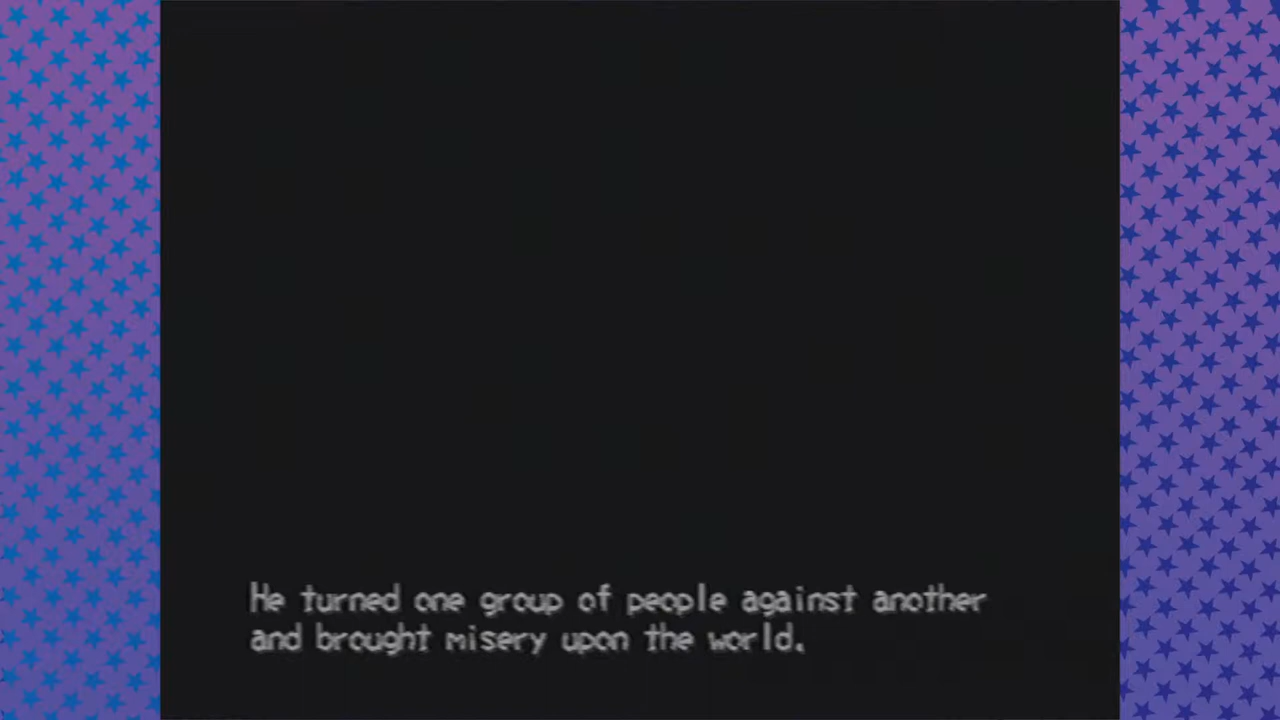 He turned one group of people against another
and brought misery upon the world.